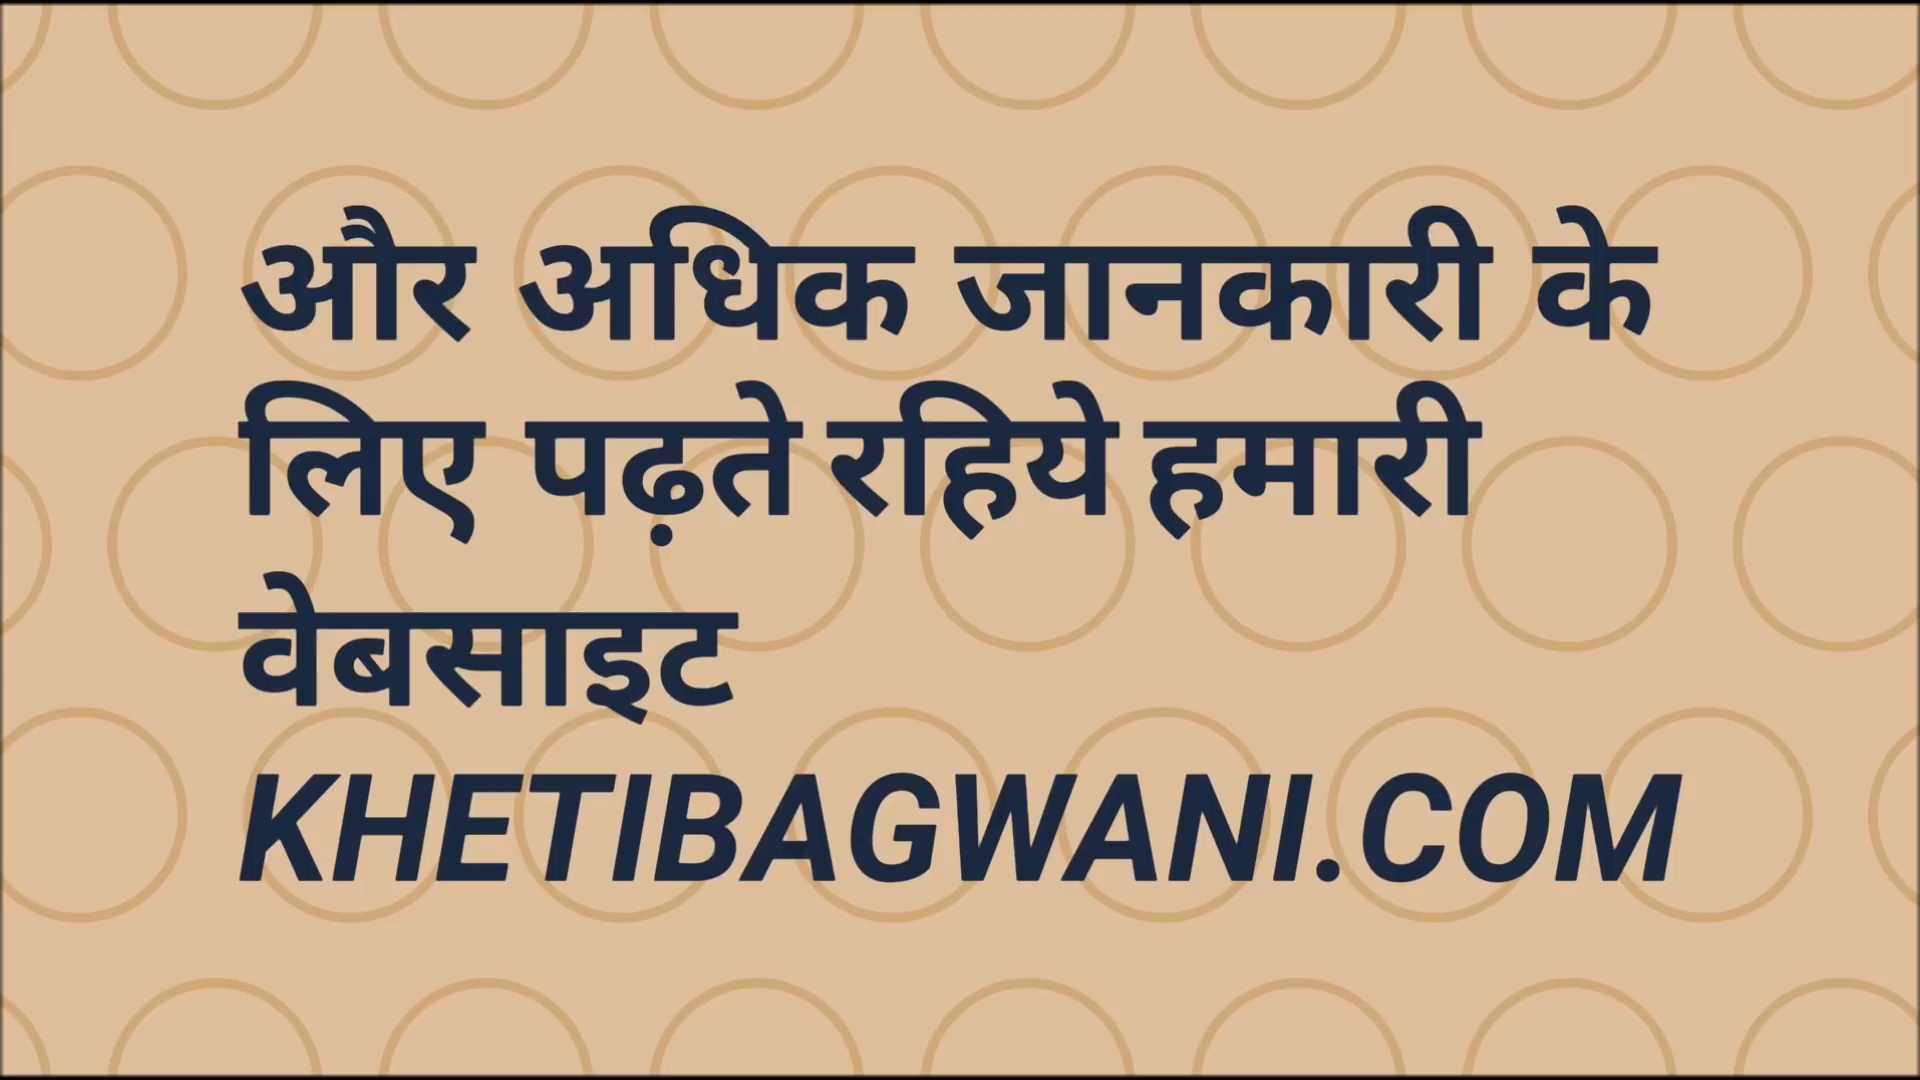 और अधिक जानकारी के
लिए पढ़ते रहिये हमारी
वेबसाइट
KHETIBAGWANI.COM